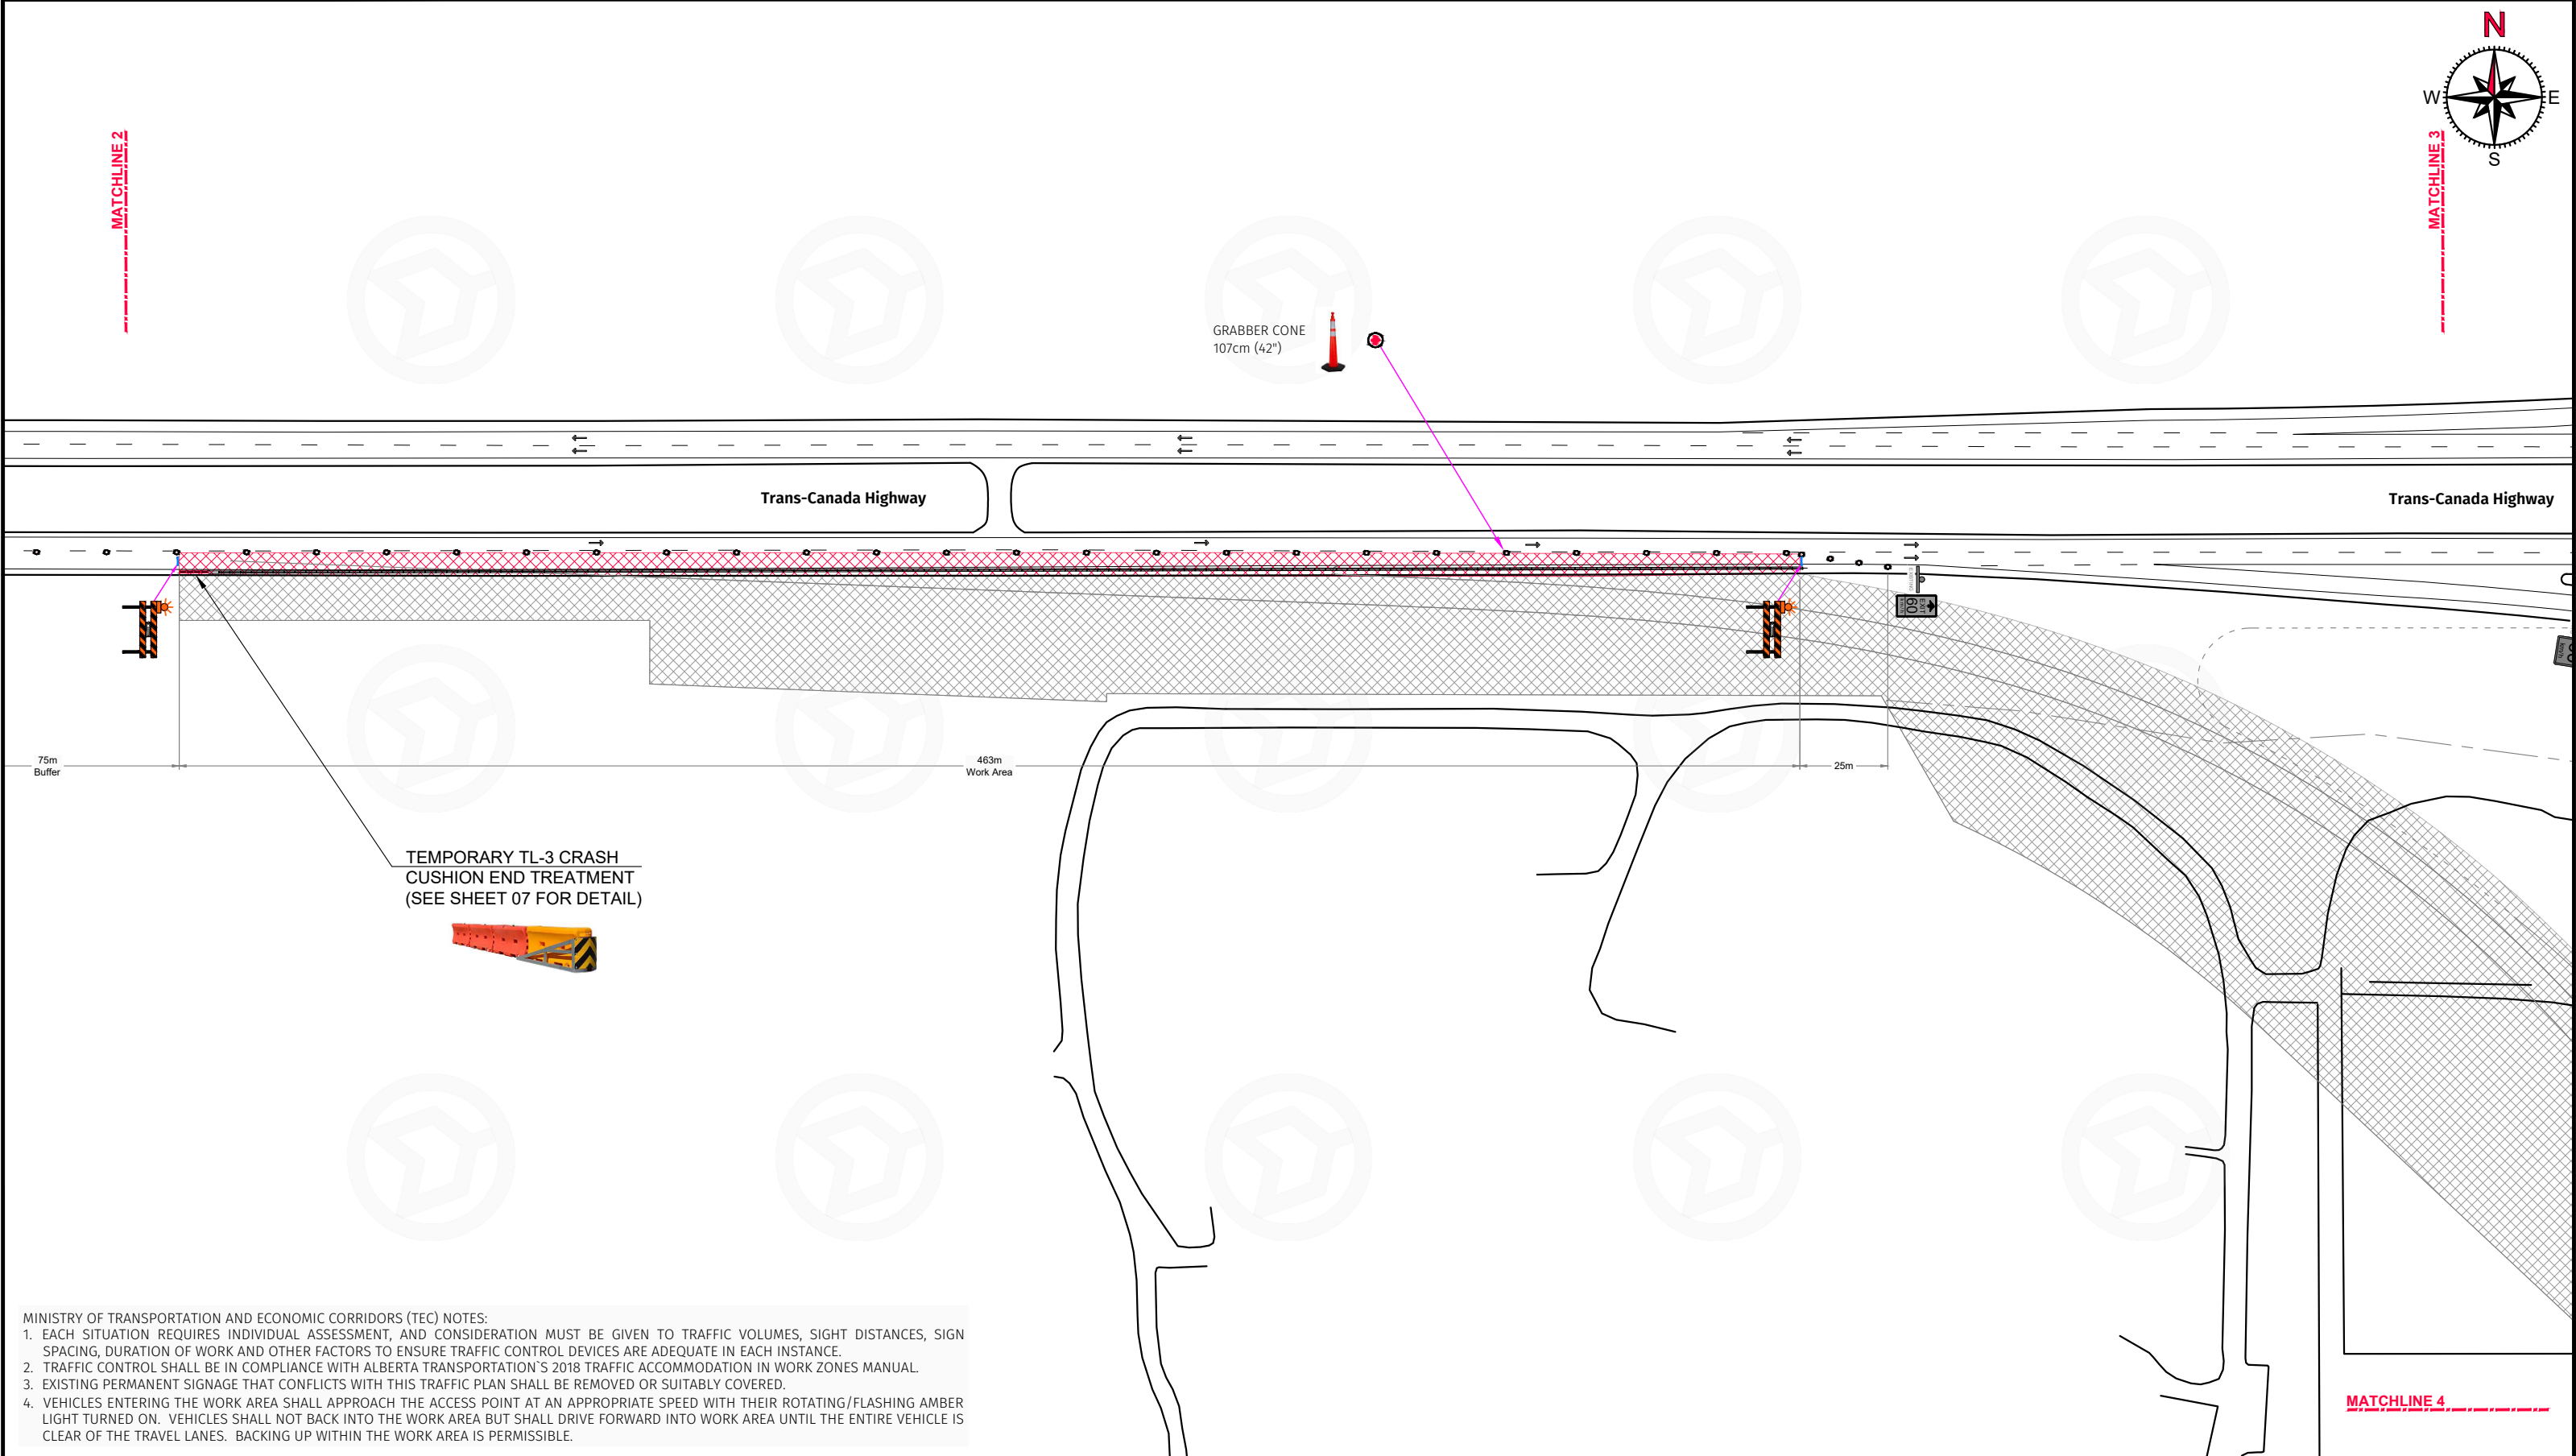 N
W
E
S
MATCHLINE 2
MATCHLINE 3
GRABBER CONE
107cm (42")
Trans-Canada Highway
Trans-Canada Highway
EXIT
60
75m
Buffer
463m
Work Area
25m
TEMPORARY TL-3 CRASH
CUSHION END TREATMENT
(SEE SHEET 07 FOR DETAIL)
MINISTRY OF TRANSPORTATION AND ECONOMIC CORRIDORS (TEC) NOTES:
1. EACH SITUATION REQUIRES INDIVIDUAL ASSESSMENT, AND CONSIDERATION MUST BE GIVEN TO TRAFFIC VOLUMES, SIGHT DISTANCES, SIGN
SPACING, DURATION OF WORK AND OTHER FACTORS TO ENSURE TRAFFIC CONTROL DEVICES ARE ADEQUATE IN EACH INSTANCE.
2. TRAFFIC CONTROL SHALL BE IN COMPLIANCE WITH ALBERTA TRANSPORTATION`S 2018 TRAFFIC ACCOMMODATION IN WORK ZONES MANUAL.
3. EXISTING PERMANENT SIGNAGE THAT CONFLICTS WITH THIS TRAFFIC PLAN SHALL BE REMOVED OR SUITABLY COVERED.
4. VEHICLES ENTERING THE WORK AREA SHALL APPROACH THE ACCESS POINT AT AN APPROPRIATE SPEED WITH THEIR ROTATING/FLASHING AMBER
LIGHT TURNED ON. VEHICLES SHALL NOT BACK INTO THE WORK AREA BUT SHALL DRIVE FORWARD INTO WORK AREA UNTIL THE ENTIRE VEHICLE IS
CLEAR OF THE TRAVEL LANES. BACKING UP WITHIN THE WORK AREA IS PERMISSIBLE.
MATCHLINE 4